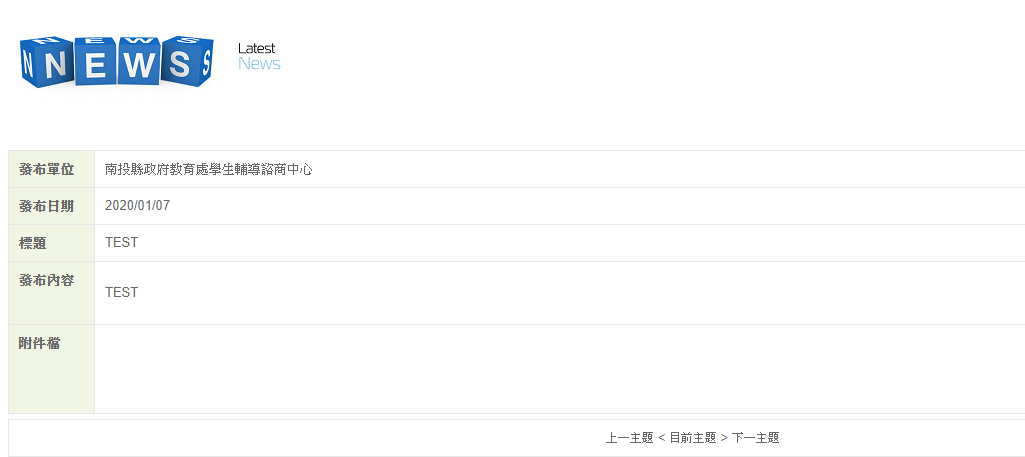 NEWS
Latest
News
發布單位 南投縣政府教育處學生輔導諮商中心
發布日期 2020/01/07
標題 TEST
發布內容 TEST
附件檔
上一主題 < 目前主題 > 下一主題